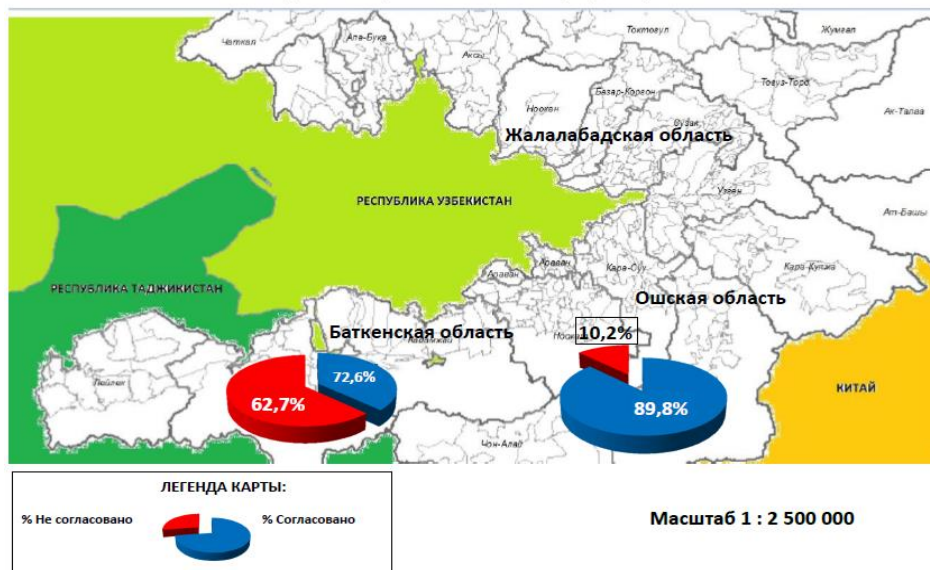 Чаткал
Ала-Бука
Аксы
Токтогул
Жумгал
Тогуз-Торо
Ноокен
Базар-Коргон
Сузак
Ак-Талаа
Жалалабадская область
Узген
РЕСПУБЛИКА УЗБЕКИСТАН
Ат-Башы
Араван
Араван
Кара-Суу
Кара-Кулжа
РЕСПУБЛИКА ТАДЖИКИСТАН
Ошская область
Баткенская область
10,2%
Кадамжай
Лейлек
72,6%
62,7%
89,8%
КИТАЙ
Чон-Алай
ЛЕГЕНДА КАРТЫ:
% Не согласовано
% Согласовано
Масштаб 1 : 2 500 000